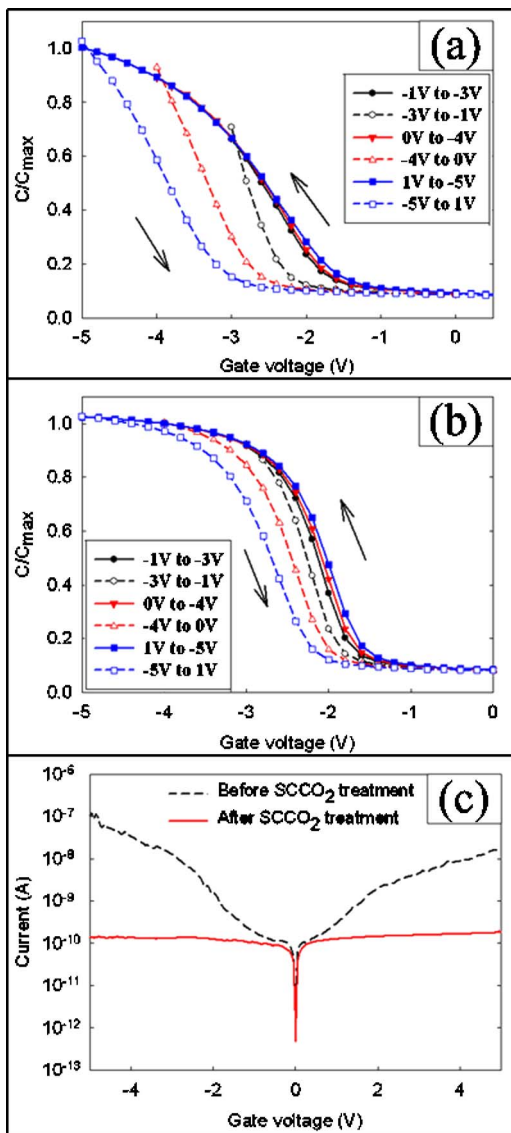 (a)
1.0
0.8
0.6
0.4
0.2
0.0
C/Cmax
-1V to -3V
-3V to -1V
0V to -4V
-4V to 0V
1V to -5V
-5V to 1V
-5 -4 -3 -2 -1 0
Gate voltage (V)
(b)
1.0
0.8
0.6
0.4
0.2
0.0
C/Cmax
-1V to -3V
-3V to -1V
0V to -4V
-4V to 0V
1V to -5V
-5V to 1V
-5 -4 -3 -2 -1 0
Gate voltage (V)
(c)
10-6
10-7
10-8
10-9
10-10
10-11
10-12
10-13
Current (A)
Before SCCO2 treatment
After SCCO2 treatment
-4 -2 0 2 4
Gate voltage (V)